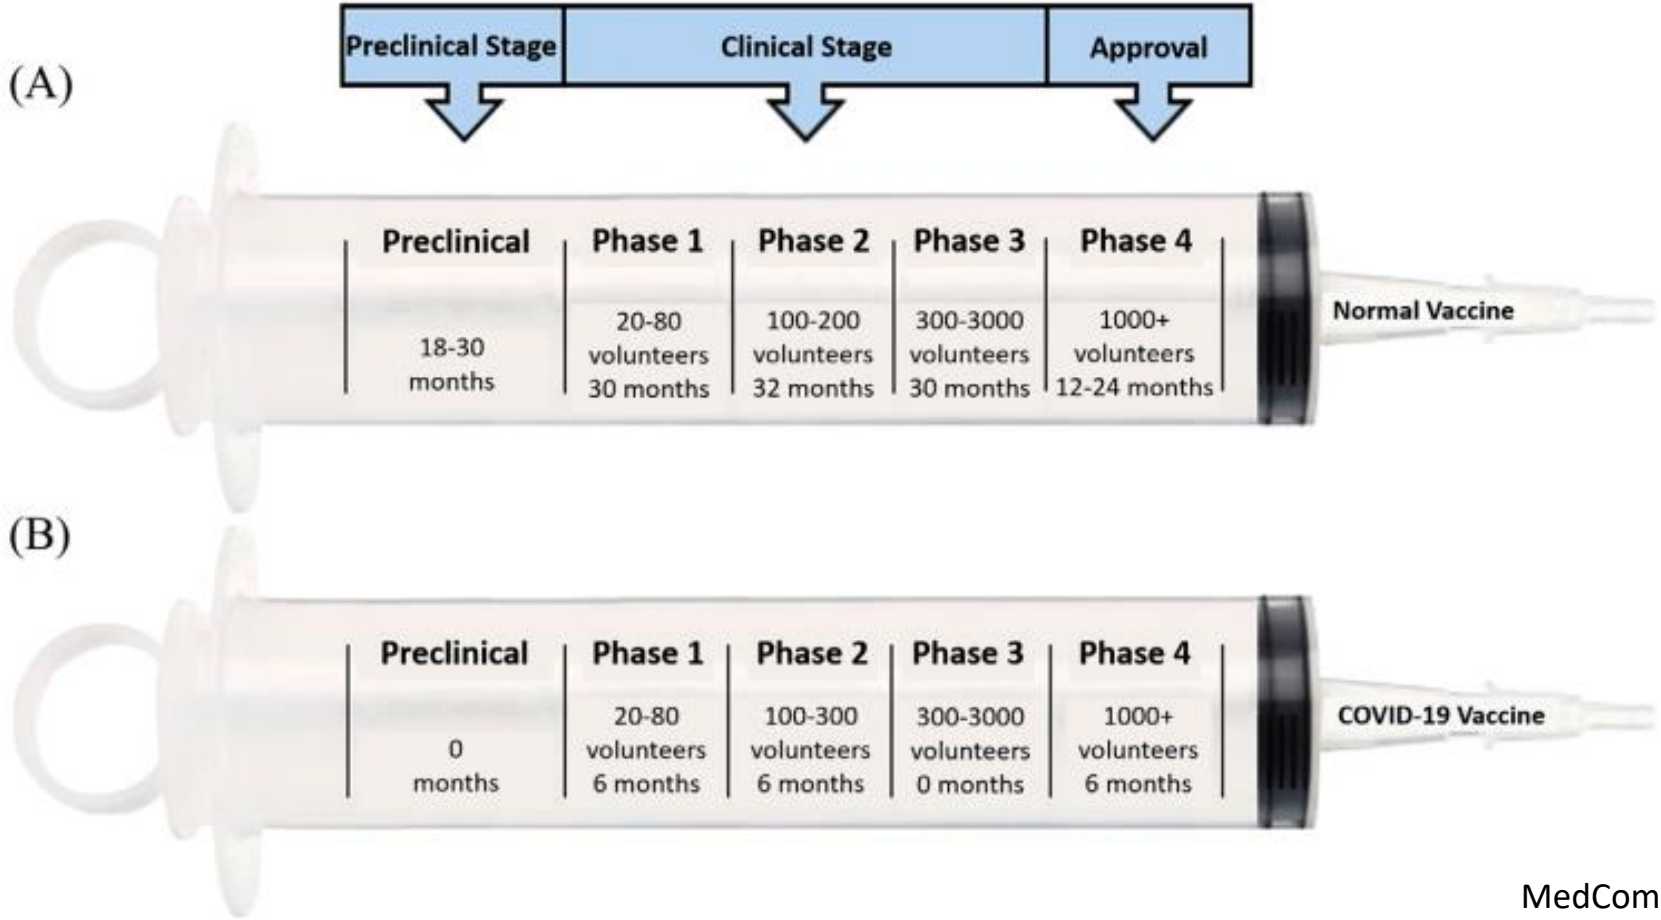 Preclinical Stage Clinical Stage Approval
(A)
Preclinical Phase 1 Phase 2 Phase 3 Phase 4
20-80 100-200 300-3000 1000+
18-30 volunteers volunteers volunteers volunteers
months 30 months 32 months 30 months 12-24 months
Normal Vaccine
(B)
Preclinical Phase 1 Phase 2 Phase 3 Phase 4
20-80 100-300 300-3000 1000+
0 volunteers volunteers volunteers volunteers
months 6 months 6 months 0 months 6 months
COVID-19 Vaccine
MedCom